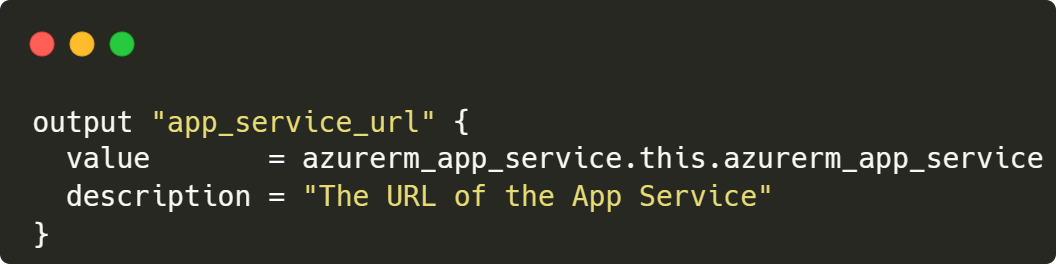 output "app_service_url" {
  value       = azurerm_app_service.this.azurerm_app_service
  description = "The URL of the App Service"
}